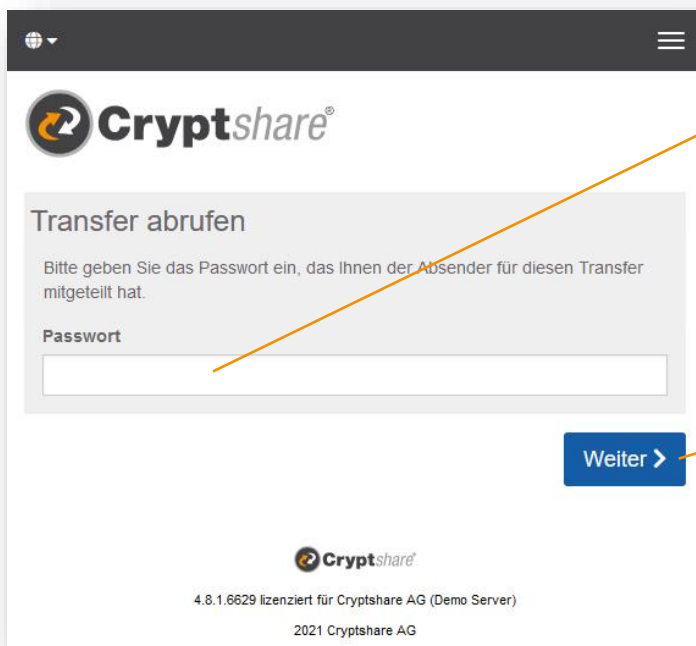 Cryptshare®
Transfer abrufen
Bitte geben Sie das Passwort ein, das Ihnen der Absender für diesen Transfer
mitgeteilt hat.
Passwort
Weiter
Cryptshare®
4.8.1.6629 lizenziert für Cryptshare AG (Demo Server)
2021 Cryptshare AG